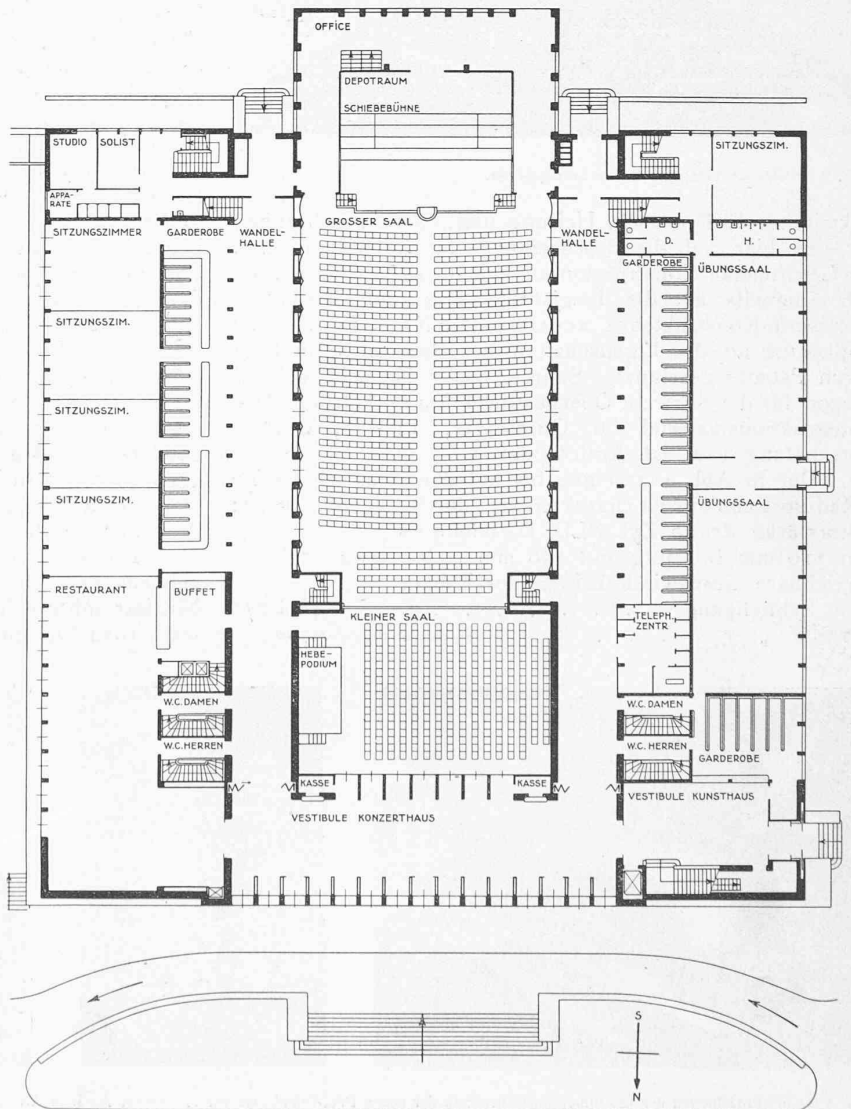 OFFICE
DEPOTRAUM
SCHIEBEBÜHNE
STUDIO
SOLIST
SITZUNGSZIM.
APPA-
RATE
SITZUNGSZIMMER
GARDEROBE
WANDEL-
HALLE
GROSSER SAAL
WANDEL-
HALLE
D.
H.
GARDEROBE
ÜBUNGSSAAL
SITZUNGSZIM.
SITZUNGSZIM.
SITZUNGSZIM.
ÜBUNGSSAAL
RESTAURANT
BUFFET
KLEINER SAAL
TELEPH.
ZENTR.
HEBE-
PODIUM
W.C. DAMEN
W.C. DAMEN
W.C. HERREN
W.C. HERREN
GARDEROBE
KASSE
KASSE
VESTIBULE KUNSTHAUS
VESTIBULE KONZERTHAUS
S
N